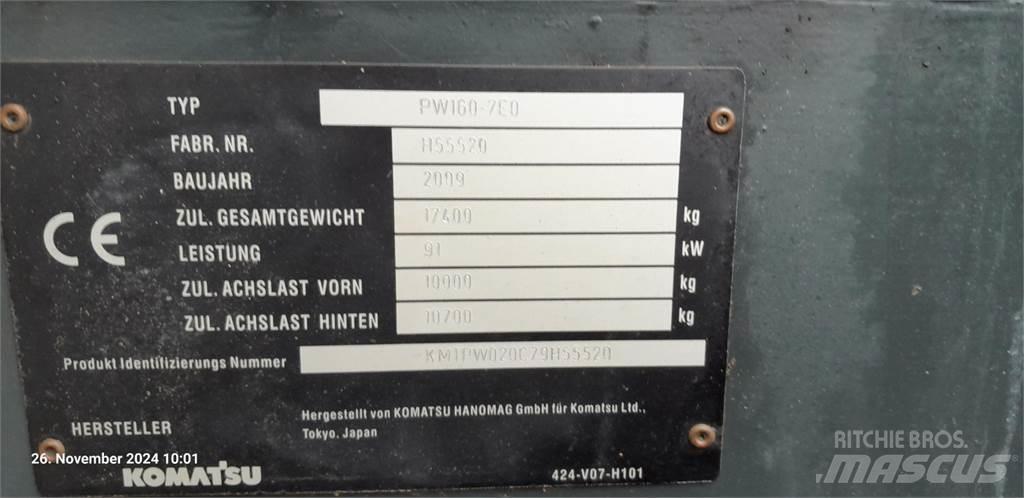 TYP PW160-7E0
FABR. NR. H55520
BAUJAHR 2009
ZUL. GESAMTGEWICHT 17400 kg
LEISTUNG 91 kW
ZUL. ACHSLAST VORN 10000 kg
ZUL. ACHSLAST HINTEN 10700 kg
CE
Produkt Identifizierungs Nummer KM1PW020C79H55520
HERSTELLER
Hergestellt von KOMATSU HANOMAG GmbH für Komatsu Ltd.,
Tokyo, Japan
26. November 2024 10:01
KOMATSU
424-V07-H101
RITCHIE BROS.
MASCUS